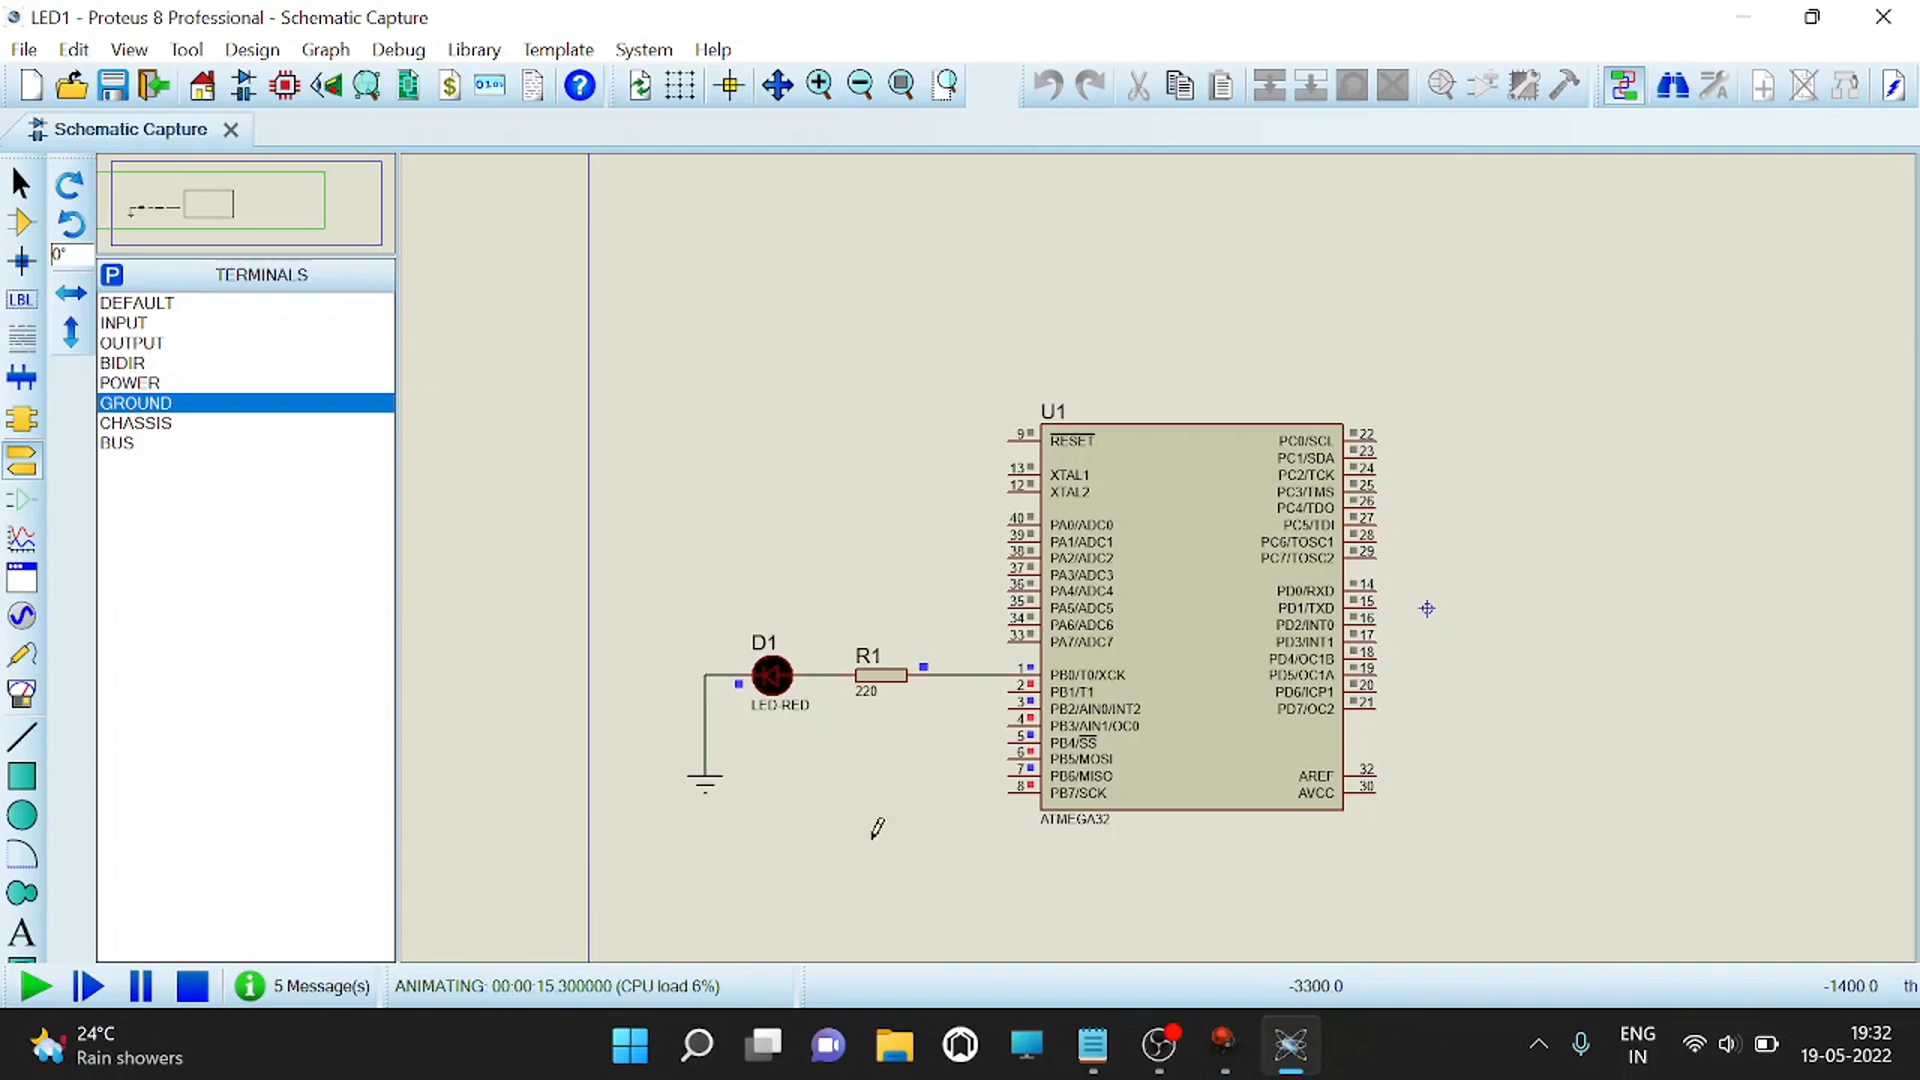 LED1 - Proteus 8 Professional - Schematic Capture
File Edit View Tool Design Graph Debug Library Template System Help
Schematic Capture
0°
LBL
P TERMINALS
DEFAULT
INPUT
OUTPUT
BIDIR
POWER
GROUND
CHASSIS
BUS
A
U1
9 RESET
13 XTAL1
12 XTAL2
40 PA0/ADC0
39 PA1/ADC1
38 PA2/ADC2
37 PA3/ADC3
36 PA4/ADC4
35 PA5/ADC5
34 PA6/ADC6
33 PA7/ADC7
1 PB0/T0/XCK
2 PB1/T1
3 PB2/AIN0/INT2
4 PB3/AIN1/OC0
5 PB4/SS
6 PB5/MOSI
7 PB6/MISO
8 PB7/SCK
PC0/SCL 22
PC1/SDA 23
PC2/TCK 24
PC3/TMS 25
PC4/TDO 26
PC5/TDI 27
PC6/TOSC1 28
PC7/TOSC2 29
PD0/RXD 14
PD1/TXD 15
PD2/INT0 16
PD3/INT1 17
PD4/OC1B 18
PD5/OC1A 19
PD6/ICP1 20
PD7/OC2 21
AREF 32
AVCC 30
ATMEGA32
D1
LED-RED
R1
220
5 Message(s)
ANIMATING: 00:00:15.300000 (CPU load 6%)
-3300.0
-1400.0
th
24°C
Rain showers
ENG
IN
19:32
19-05-2022